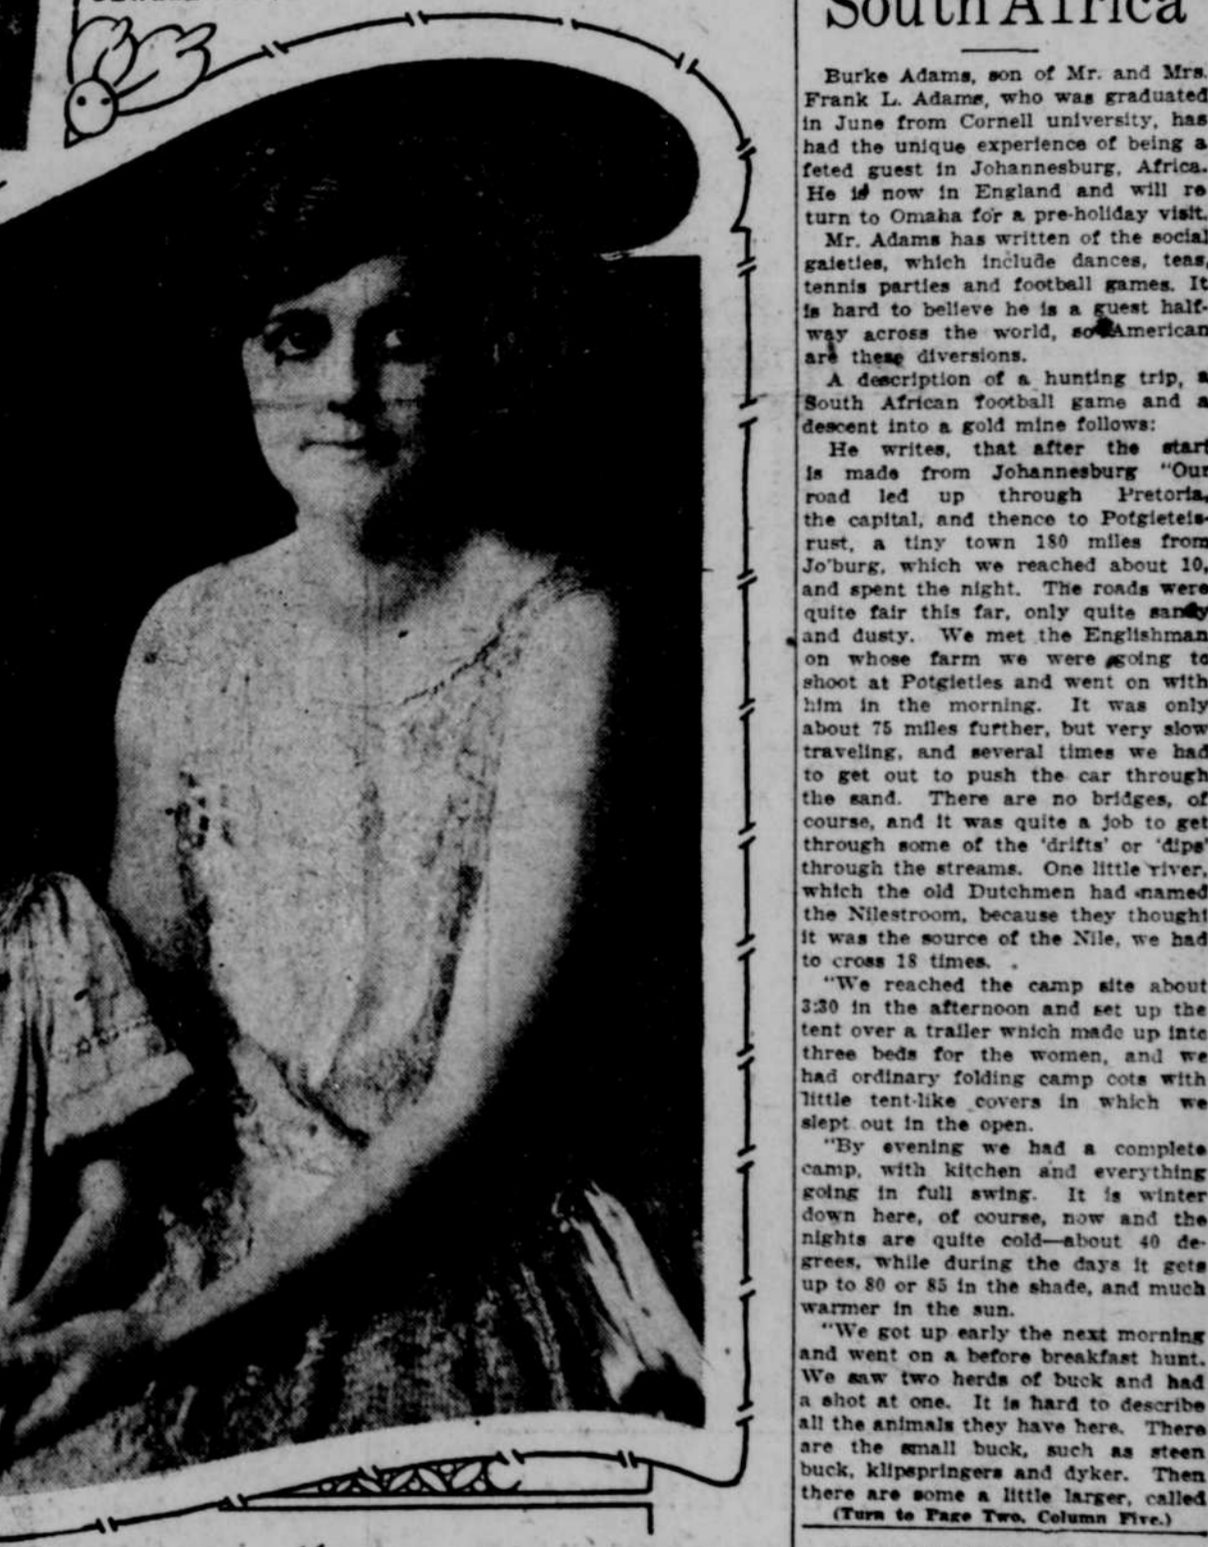 South Africa
Burke Adams, son of Mr. and Mrs.
Frank L. Adams, who was graduated
in June from Cornell university, has
had the unique experience of being a
feted guest in Johannesburg, Africa.
He is now in England and will re
turn to Omaha for a pre-holiday visit.
Mr. Adams has written of the social
gaieties, which include dances, teas,
tennis parties and football games. It
is hard to believe he is a guest half-
way across the world, so American
are these diversions.
A description of a hunting trip, a
South African football game and a
descent into a gold mine follows:
He writes, that after the start
is made from Johannesburg "Our
road led up through Pretoria,
the capital, and thence to Potgieteis-
rust, a tiny town 180 miles from
Jo'burg, which we reached about 10,
and spent the night. The roads were
quite fair this far, only quite sandy
and dusty. We met the Englishman
on whose farm we were going to
shoot at Potgieties and went on with
him in the morning. It was only
about 75 miles further, but very slow
traveling, and several times we had
to get out to push the car through
the sand. There are no bridges, of
course, and it was quite a job to get
through some of the 'drifts' or 'dips'
through the streams. One little river,
which the old Dutchmen had named
the Nilestroom, because they thought
it was the source of the Nile, we had
to cross 18 times.
"We reached the camp site about
3:30 in the afternoon and set up the
tent over a trailer which made up into
three beds for the women, and we
had ordinary folding camp cots with
little tent-like covers in which we
slept out in the open.
"By evening we had a complete
camp, with kitchen and everything
going in full swing. It is winter
down here, of course, now and the
nights are quite cold—about 40 de-
grees, while during the days it gets
up to 80 or 85 in the shade, and much
warmer in the sun.
"We got up early the next morning
and went on a before breakfast hunt.
We saw two herds of buck and had
a shot at one. It is hard to describe
all the animals they have here. There
are the small buck, such as steen
buck, klipspringers and dyker. Then
there are some a little larger, called
(Turn to Page Two, Column Five.)